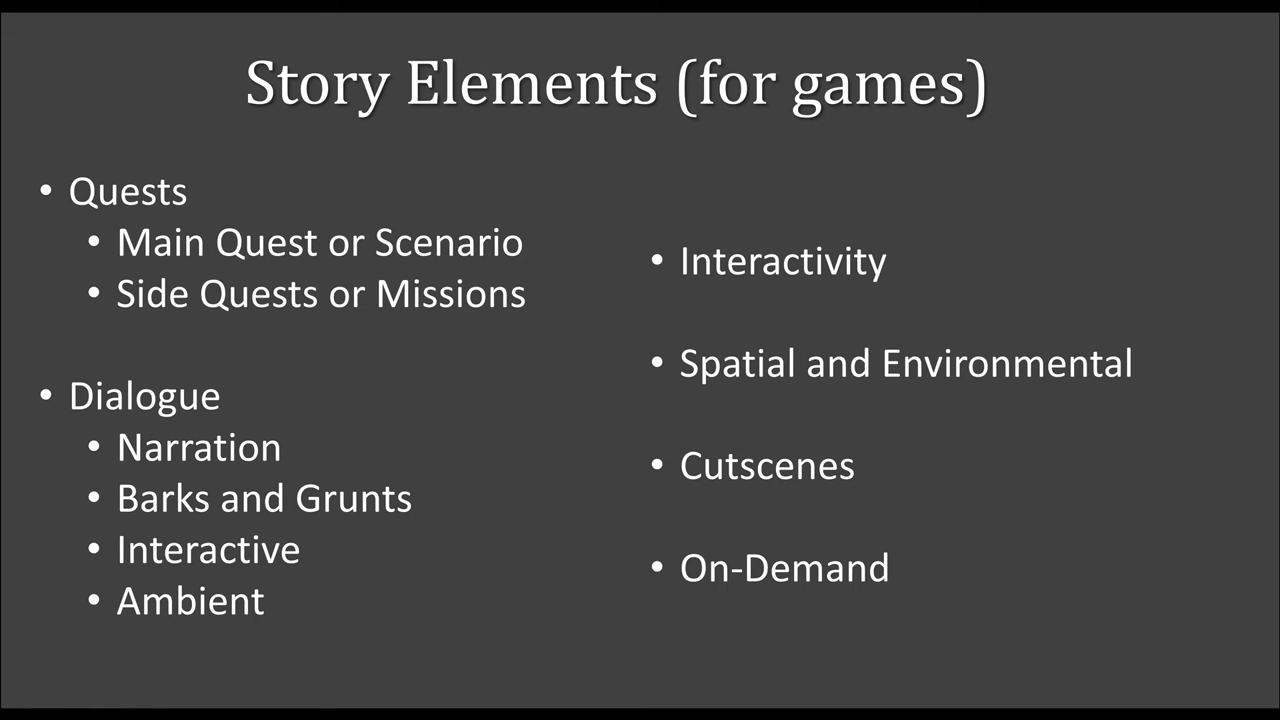 Story Elements (for games)
• Quests
• Main Quest or Scenario
• Side Quests or Missions
• Dialogue
• Narration
• Barks and Grunts
• Interactive
• Ambient
• Interactivity
• Spatial and Environmental
• Cutscenes
• On-Demand